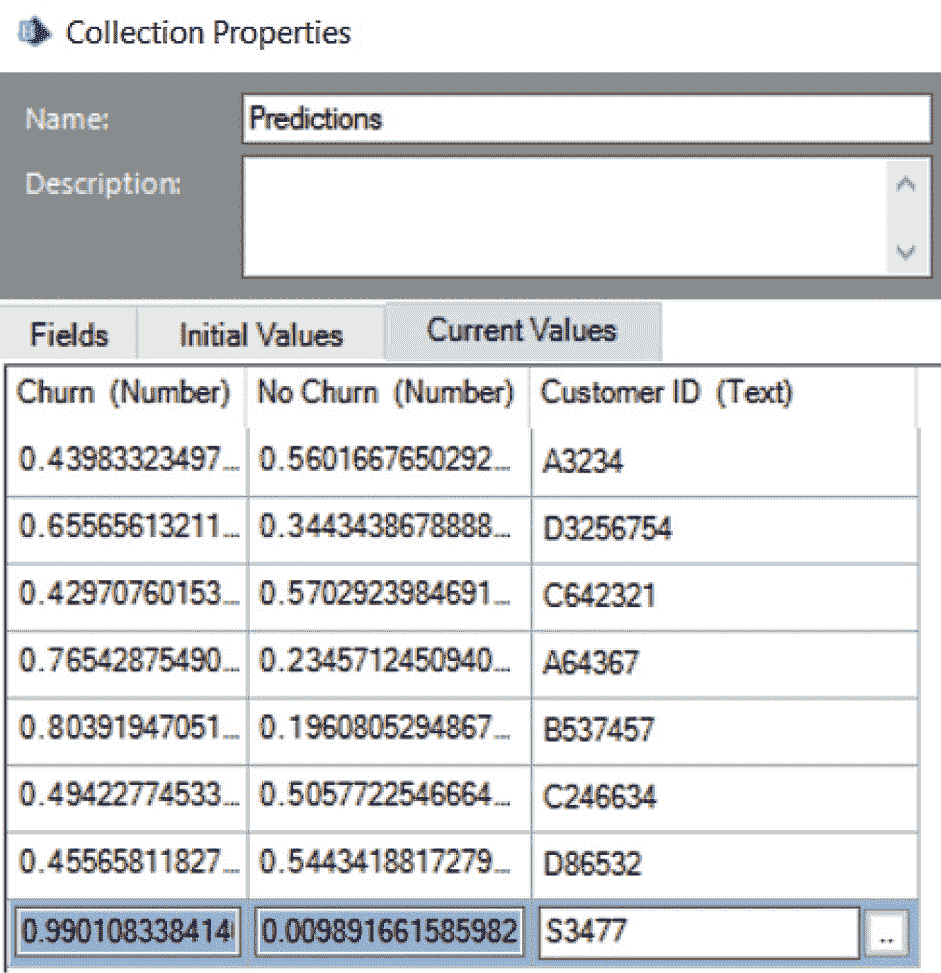 Collection Properties
Name: Predictions
Description:
Fields Initial Values Current Values
Churn (Number) No Churn (Number) Customer ID (Text)
0.43983323497... 0.5601667650292... A3234
0.65565613211... 0.3443438678888... D3256754
0.42970760153... 0.5702923984691... C642321
0.76542875490... 0.2345712450940... A64367
0.80391947051... 0.1960805294867... B537457
0.49422774533... 0.5057722546664... C246634
0.45565811827... 0.5443418817279... D86532
0.990108338414 0.009891661585982 S3477 ..